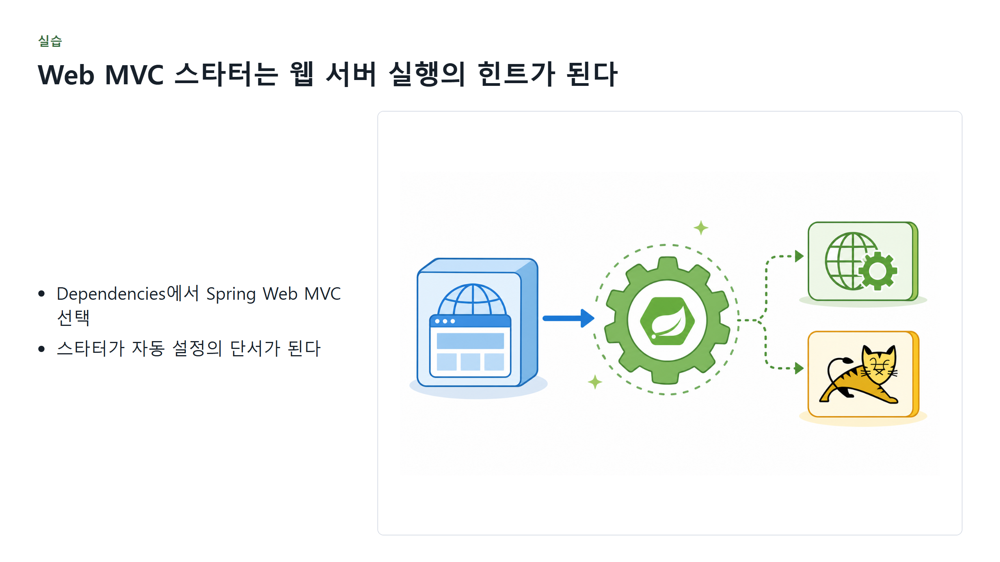 실습
Web MVC 스타터는 웹 서버 실행의 힌트가 된다
• Dependencies에서 Spring Web MVC
선택
• 스타터가 자동 설정의 단서가 된다